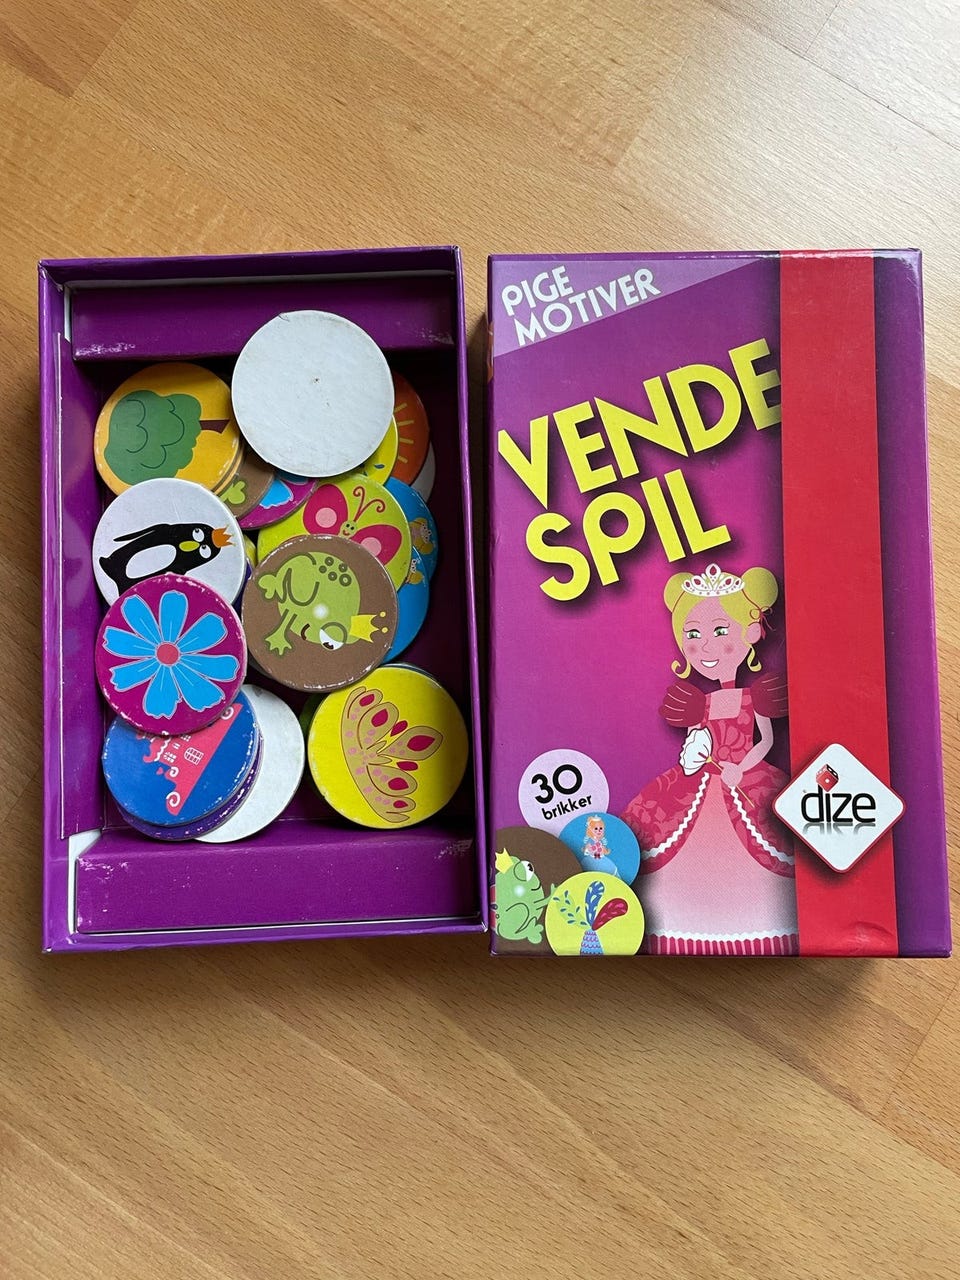 PIGE
MOTIVER
VENDE
SPIL
30
brikker
dize